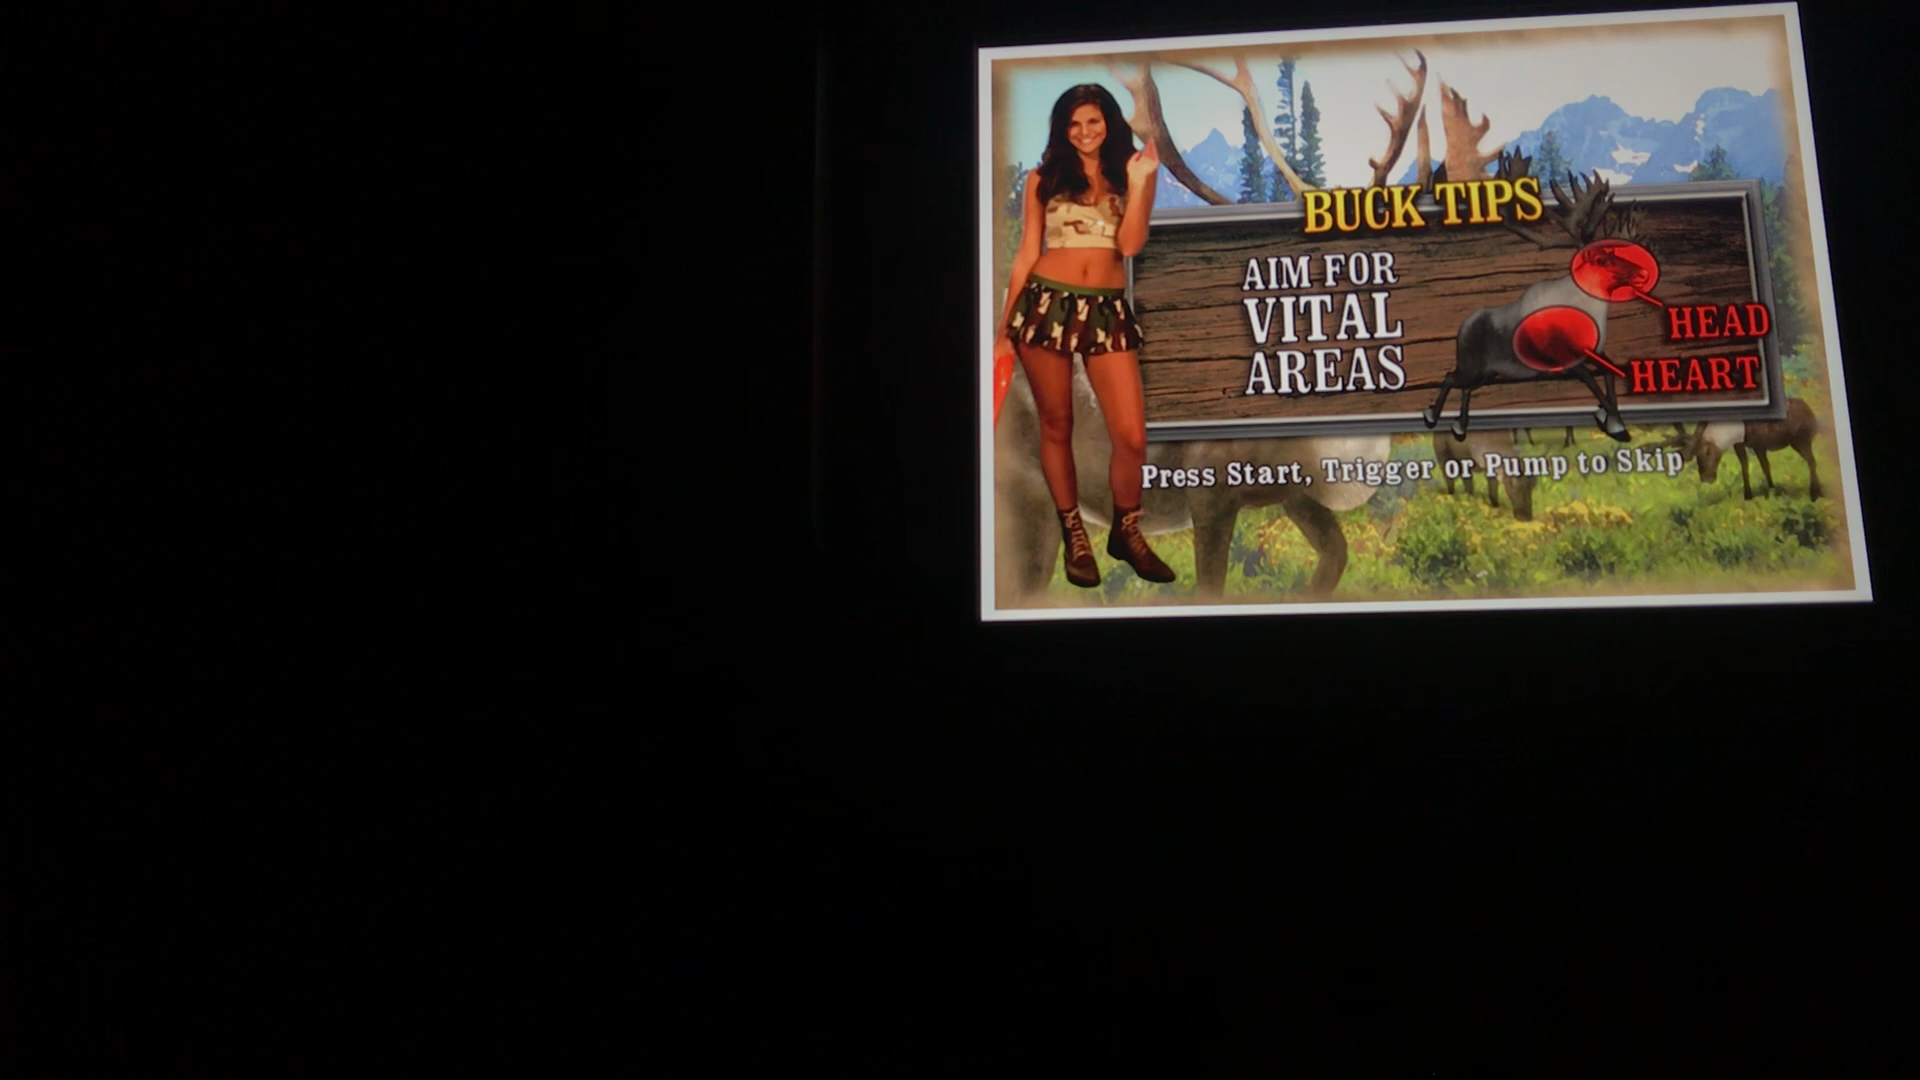 BUCK TIPS
AIM FOR
VITAL
AREAS
HEAD
HEART
Press Start, Trigger or Pump to Skip